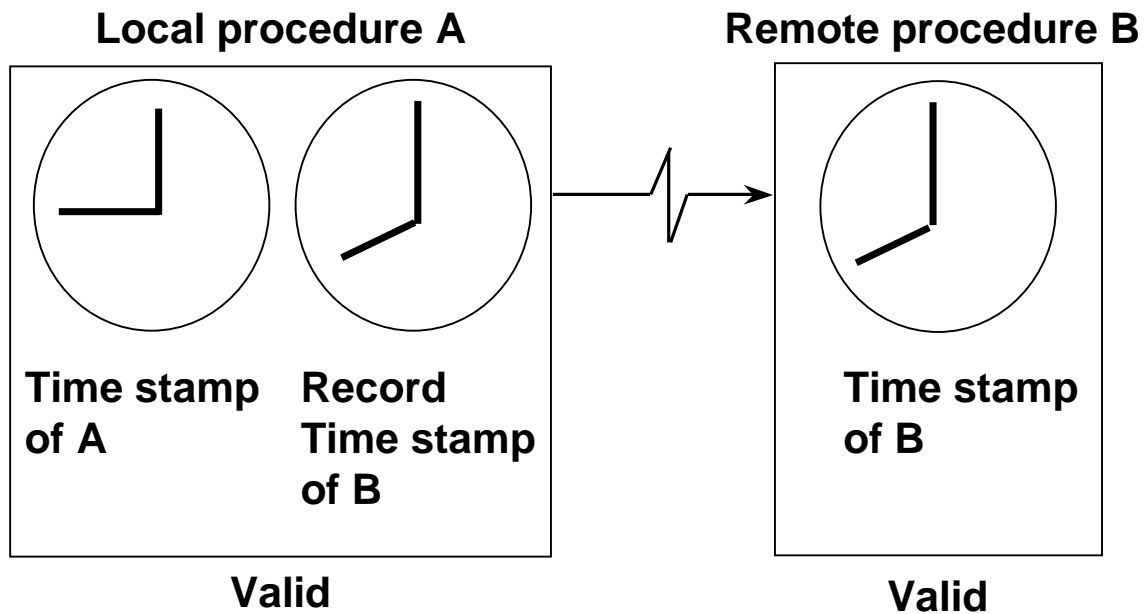 Local procedure A
Remote procedure B
Time stamp
of A
Record
Time stamp
of B
Time stamp
of B
Valid
Valid